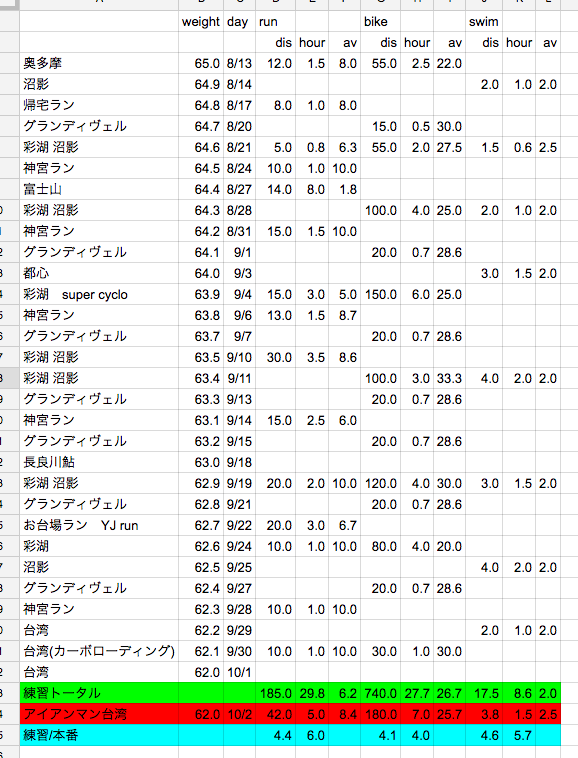 weight day run bike swim
dis hour av dis hour av dis hour av
奥多摩 65.0 8/13 12.0 1.5 8.0 55.0 2.5 22.0
沼影 64.9 8/14 2.0 1.0 2.0
帰宅ラン 64.8 8/17 8.0 1.0 8.0
グランディヴェル 64.7 8/20 15.0 0.5 30.0
彩湖 沼影 64.6 8/21 5.0 0.8 6.3 55.0 2.0 27.5 1.5 0.6 2.5
神宮ラン 64.5 8/24 10.0 1.0 10.0
富士山 64.4 8/27 14.0 8.0 1.8
彩湖 沼影 64.3 8/28 100.0 4.0 25.0 2.0 1.0 2.0
神宮ラン 64.2 8/31 15.0 1.5 10.0
グランディヴェル 64.1 9/1 20.0 0.7 28.6
都心 64.0 9/3 3.0 1.5 2.0
彩湖 super cyclo 63.9 9/4 15.0 3.0 5.0 150.0 6.0 25.0
神宮ラン 63.8 9/6 13.0 1.5 8.7
グランディヴェル 63.7 9/7 20.0 0.7 28.6
彩湖 沼影 63.5 9/10 30.0 3.5 8.6
彩湖 沼影 63.4 9/11 100.0 3.0 33.3 4.0 2.0 2.0
グランディヴェル 63.3 9/13 20.0 0.7 28.6
神宮ラン 63.1 9/14 15.0 2.5 6.0
グランディヴェル 63.2 9/15 20.0 0.7 28.6
長良川鮎 63.0 9/18
彩湖 沼影 62.9 9/19 20.0 2.0 10.0 120.0 4.0 30.0 3.0 1.5 2.0
グランディヴェル 62.8 9/21 20.0 0.7 28.6
お台場ラン YJ run 62.7 9/22 20.0 3.0 6.7
彩湖 62.6 9/24 10.0 1.0 10.0 80.0 4.0 20.0
沼影 62.5 9/25 4.0 2.0 2.0
グランディヴェル 62.4 9/27 20.0 0.7 28.6
神宮ラン 62.3 9/28 10.0 1.0 10.0
台湾 62.2 9/29 2.0 1.0 2.0
台湾(カーボローディング) 62.1 9/30 10.0 1.0 10.0 30.0 1.0 30.0
台湾 62.0 10/1
練習トータル 185.0 29.8 6.2 740.0 27.7 26.7 17.5 8.6 2.0
アイアンマン台湾 62.0 10/2 42.0 5.0 8.4 180.0 7.0 25.7 3.8 1.5 2.5
練習/本番 4.4 6.0 4.1 4.0 4.6 5.7